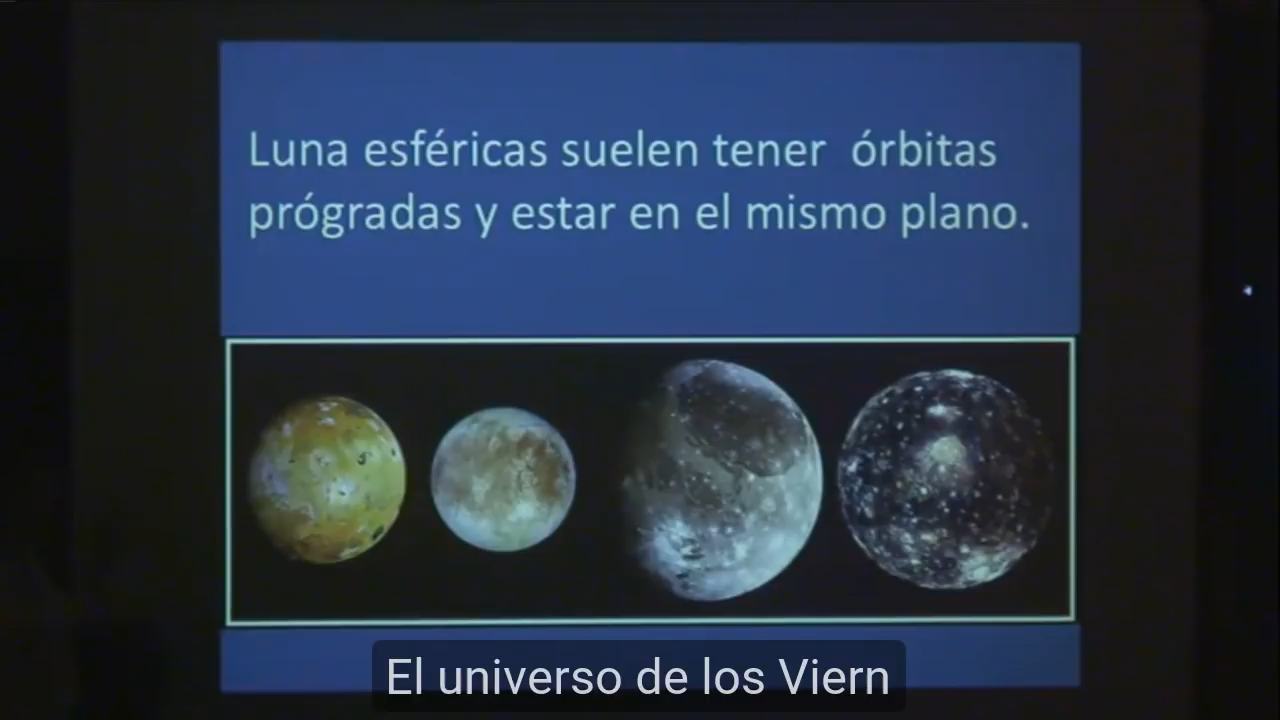 Luna esféricas suelen tener órbitas
prógradas y estar en el mismo plano.
El universo de los Viern